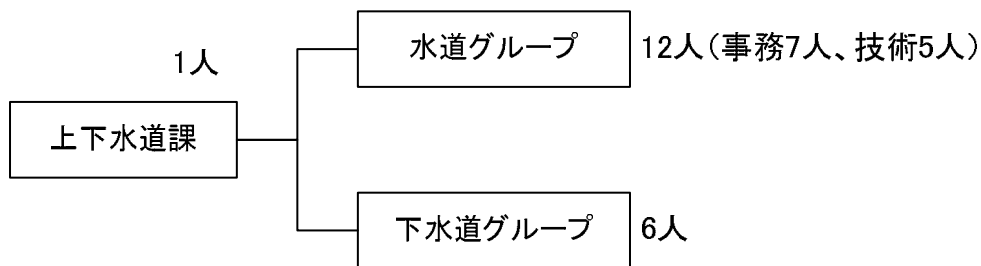 1人
上下水道課
水道グループ
12人（事務7人、技術5人）
下水道グループ
6人